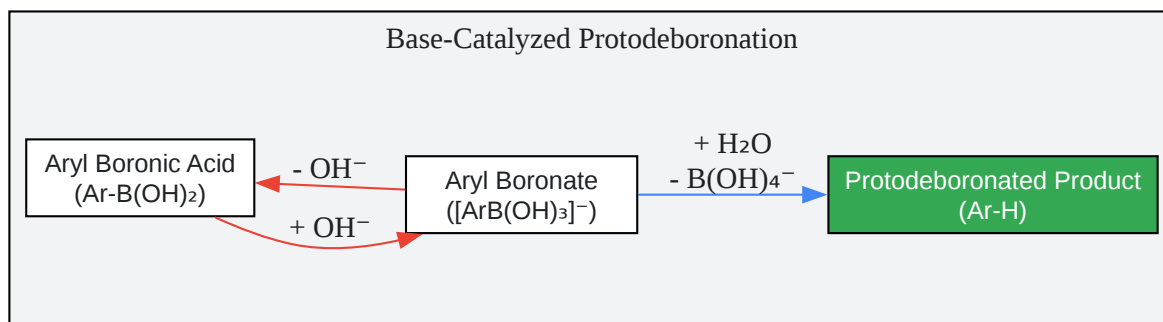 Base-Catalyzed Protodeboronation
Aryl Boronic Acid
(Ar-B(OH)₂)
- OH⁻
+ OH⁻
Aryl Boronate
([ArB(OH)₃]⁻)
+ H₂O
- B(OH)₄⁻
Protodeboronated Product
(Ar-H)